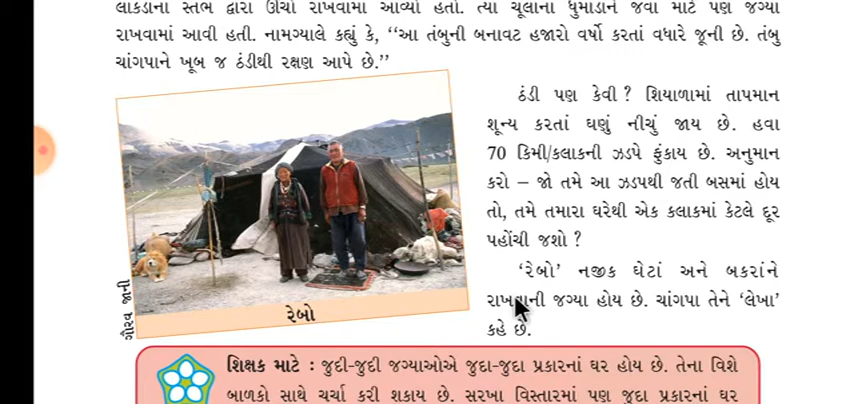 લાકડાના સ્તંભ દ્વારા ઊંચો રાખવામાં આવ્યો હતો. ત્યાં ચૂલાના ધુમાડાને જવા માટે પણ જગ્યા
રાખવામાં આવી હતી. નામગ્યાલે કહ્યું કે, “આ તંબુની બનાવટ હજારો વર્ષો કરતાં વધારે જૂની છે. તંબુ
ચાંગપાને ખૂબ જ ઠંડીથી રક્ષણ આપે છે.”
ઠંડી પણ કેવી ? શિયાળામાં તાપમાન
શૂન્ય કરતાં ઘણું નીચું જાય છે. હવા
70 કિમી/કલાકની ઝડપે ફુંકાય છે. અનુમાન
કરો – જો તમે આ ઝડપથી જતી બસમાં હોય
તો, તમે તમારા ઘરેથી એક કલાકમાં કેટલે દૂર
પહોંચી જશો ?
‘રેબો’ નજીક ઘેટાં અને બકરાંને
રાખવાની જગ્યા હોય છે. ચાંગપા તેને ‘લેખા’
કહે છે.
ગૌરવ જાની
રેબો
શિક્ષક માટે : જુદી-જુદી જગ્યાઓએ જુદા-જુદા પ્રકારનાં ઘર હોય છે. તેના વિશે
બાળકો સાથે ચર્ચા કરી શકાય છે. સરખા વિસ્તારમાં પણ જુદા પ્રકારનાં ઘર